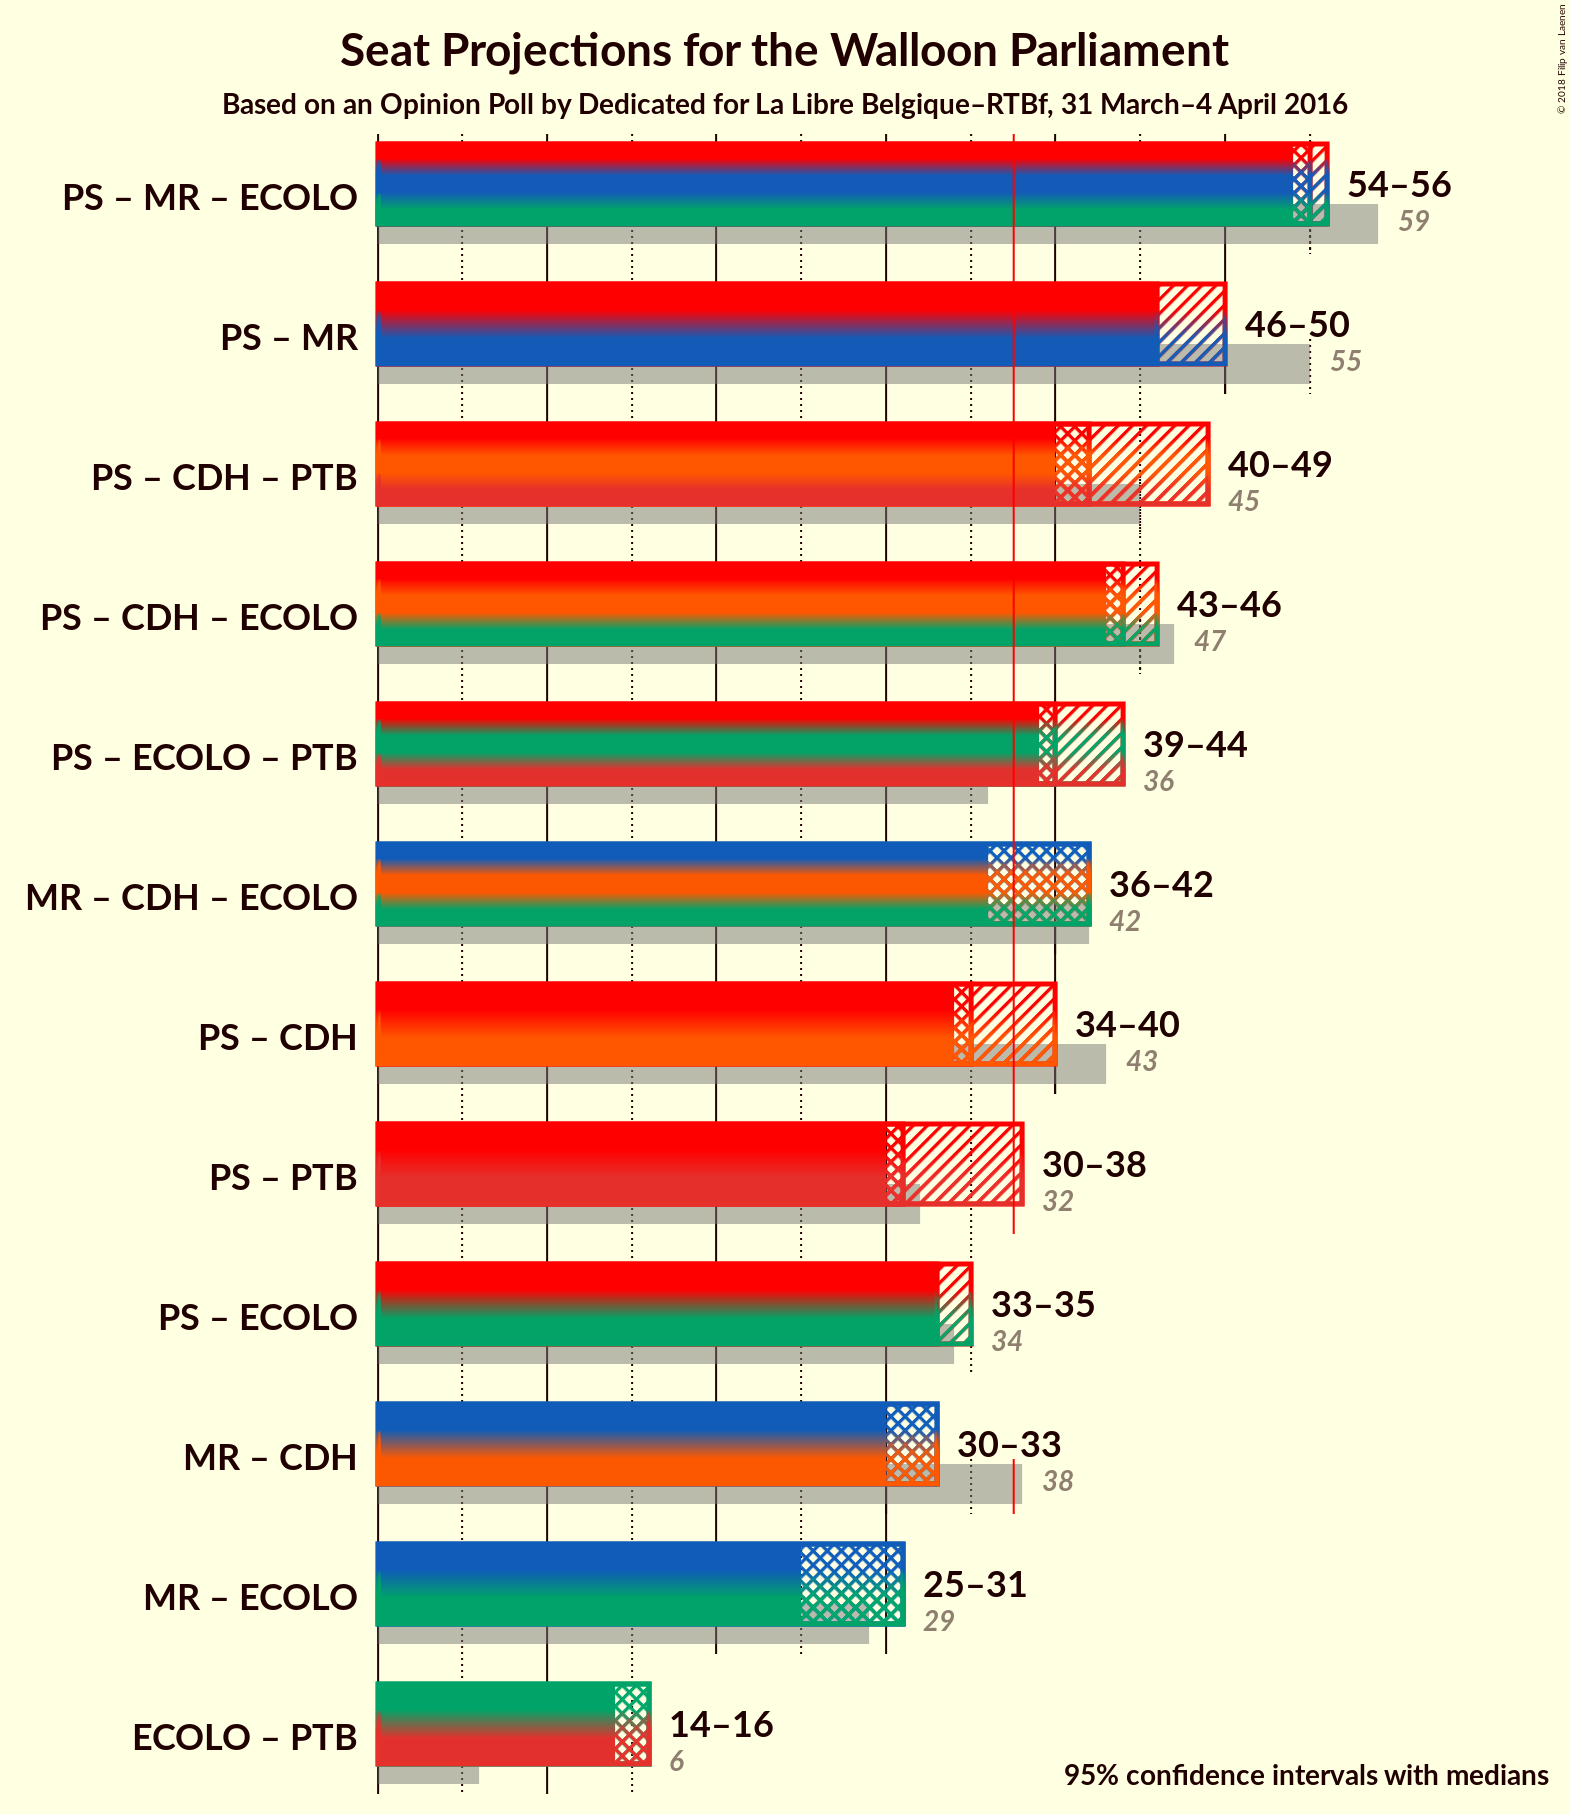 Seat Projections for the Walloon Parliament
Based on an Opinion Poll by Dedicated for La Libre Belgique–RTBf, 31 March–4 April 2016
© 2018 Filip van Laenen
PS – MR – ECOLO
54–56
59
PS – MR
46–50
55
PS – CDH – PTB
40–49
45
PS – CDH – ECOLO
43–46
47
PS – ECOLO – PTB
39–44
36
MR – CDH – ECOLO
36–42
42
PS – CDH
34–40
43
PS – PTB
30–38
32
PS – ECOLO
33–35
34
MR – CDH
30–33
38
MR – ECOLO
25–31
29
ECOLO – PTB
14–16
6
95% confidence intervals with medians